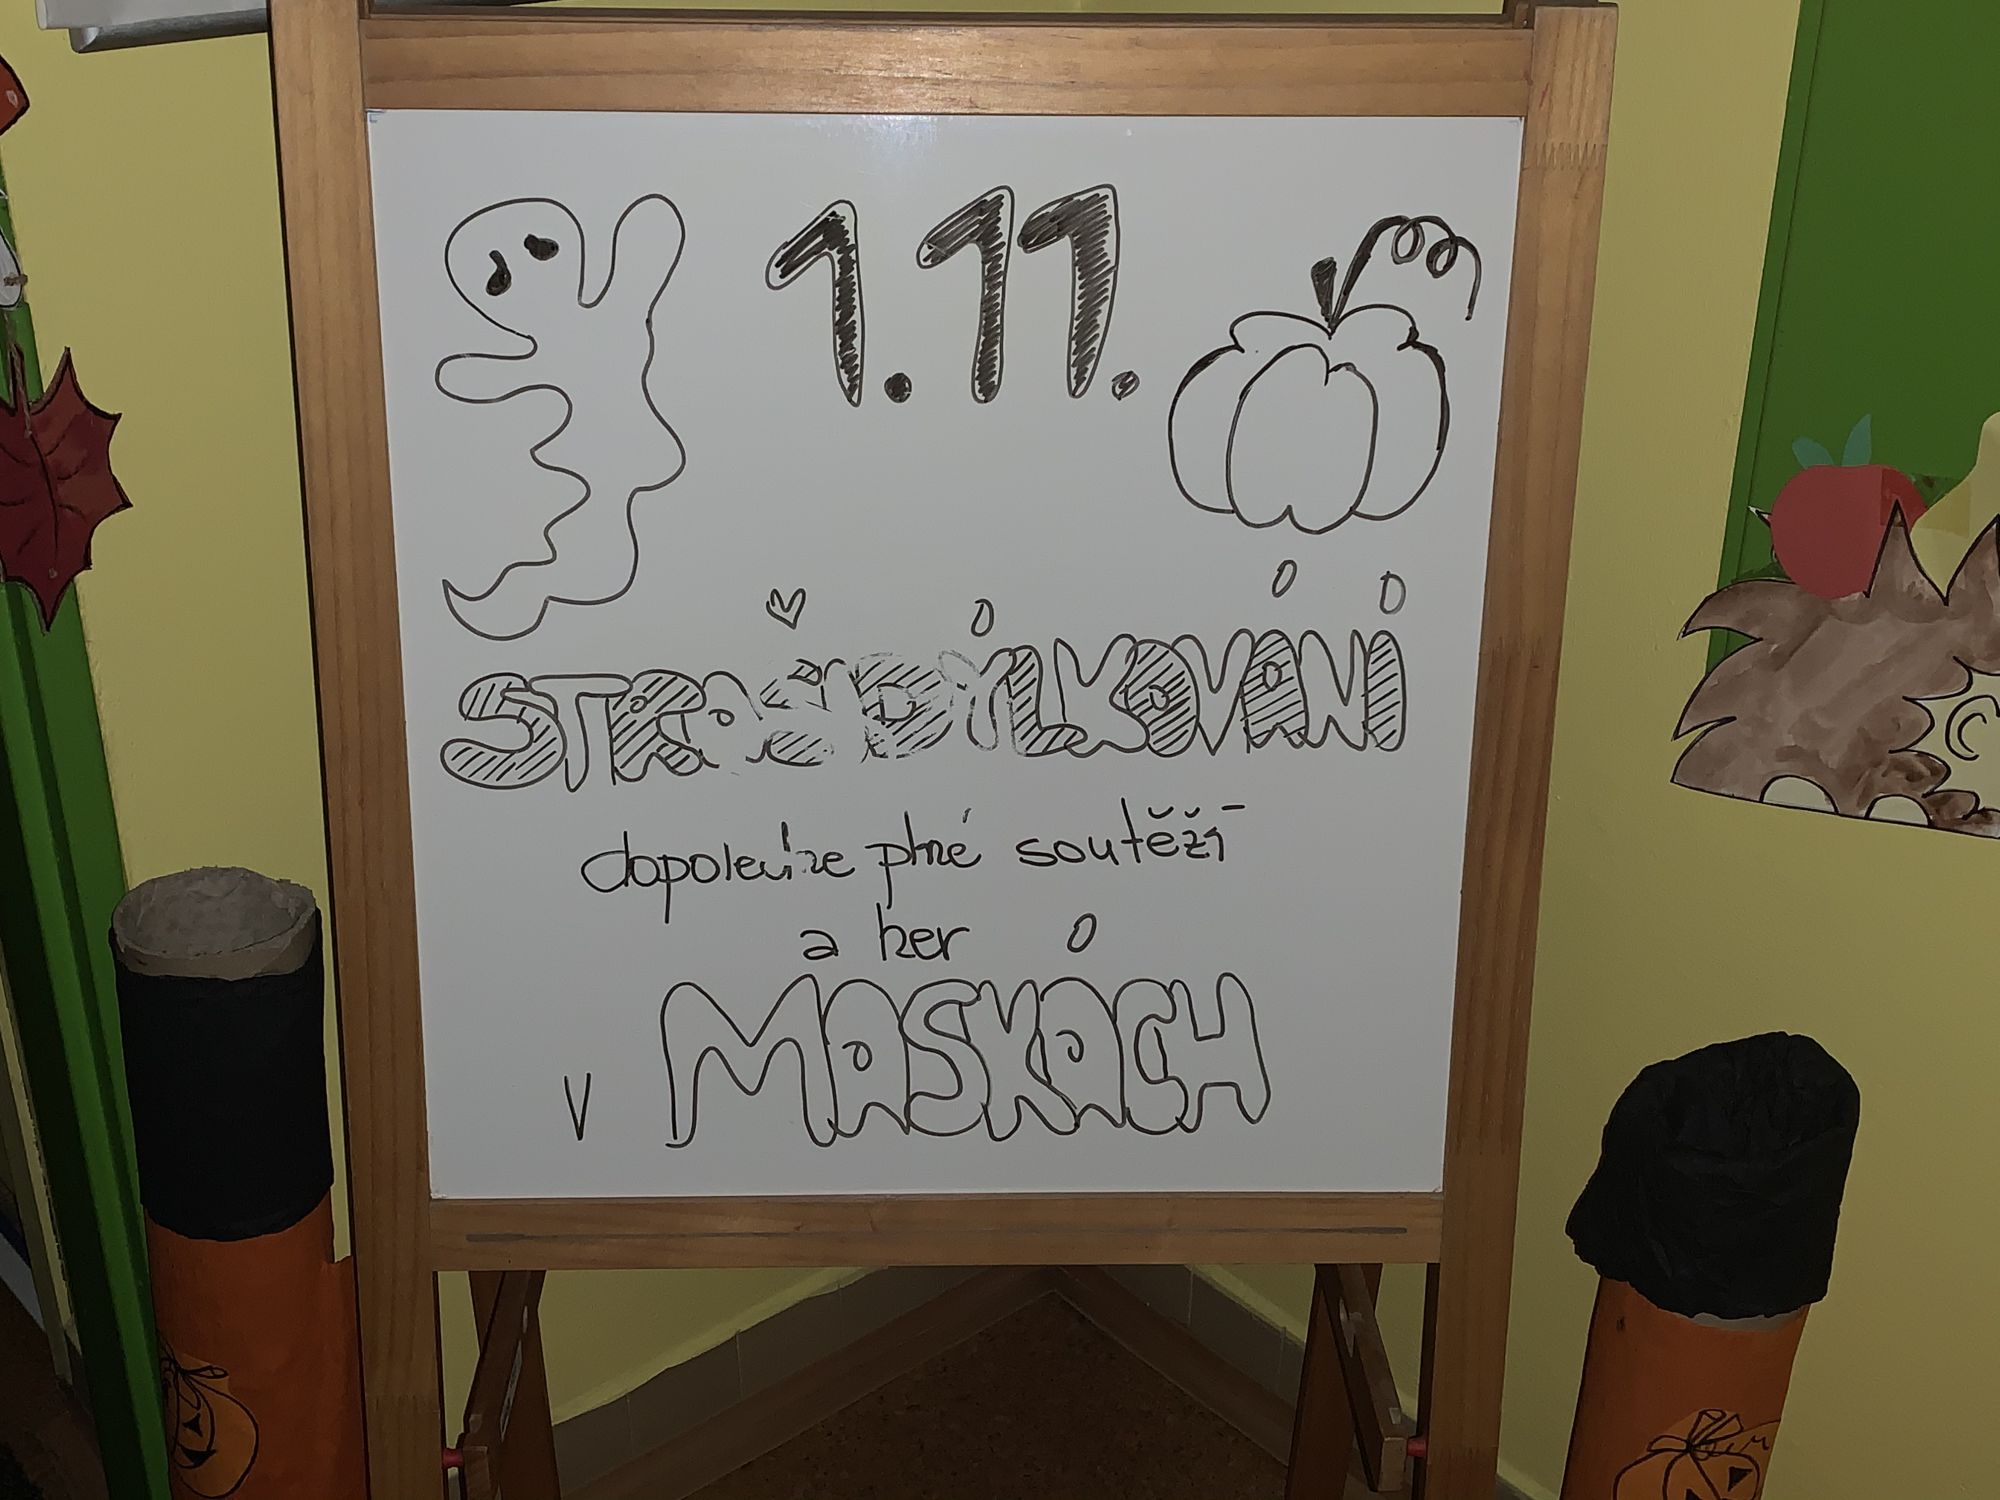 1.11.
STRAŠIDÝLKOVÁNÍ
dopoledne plné soutěží
a her
v MASKÁCH